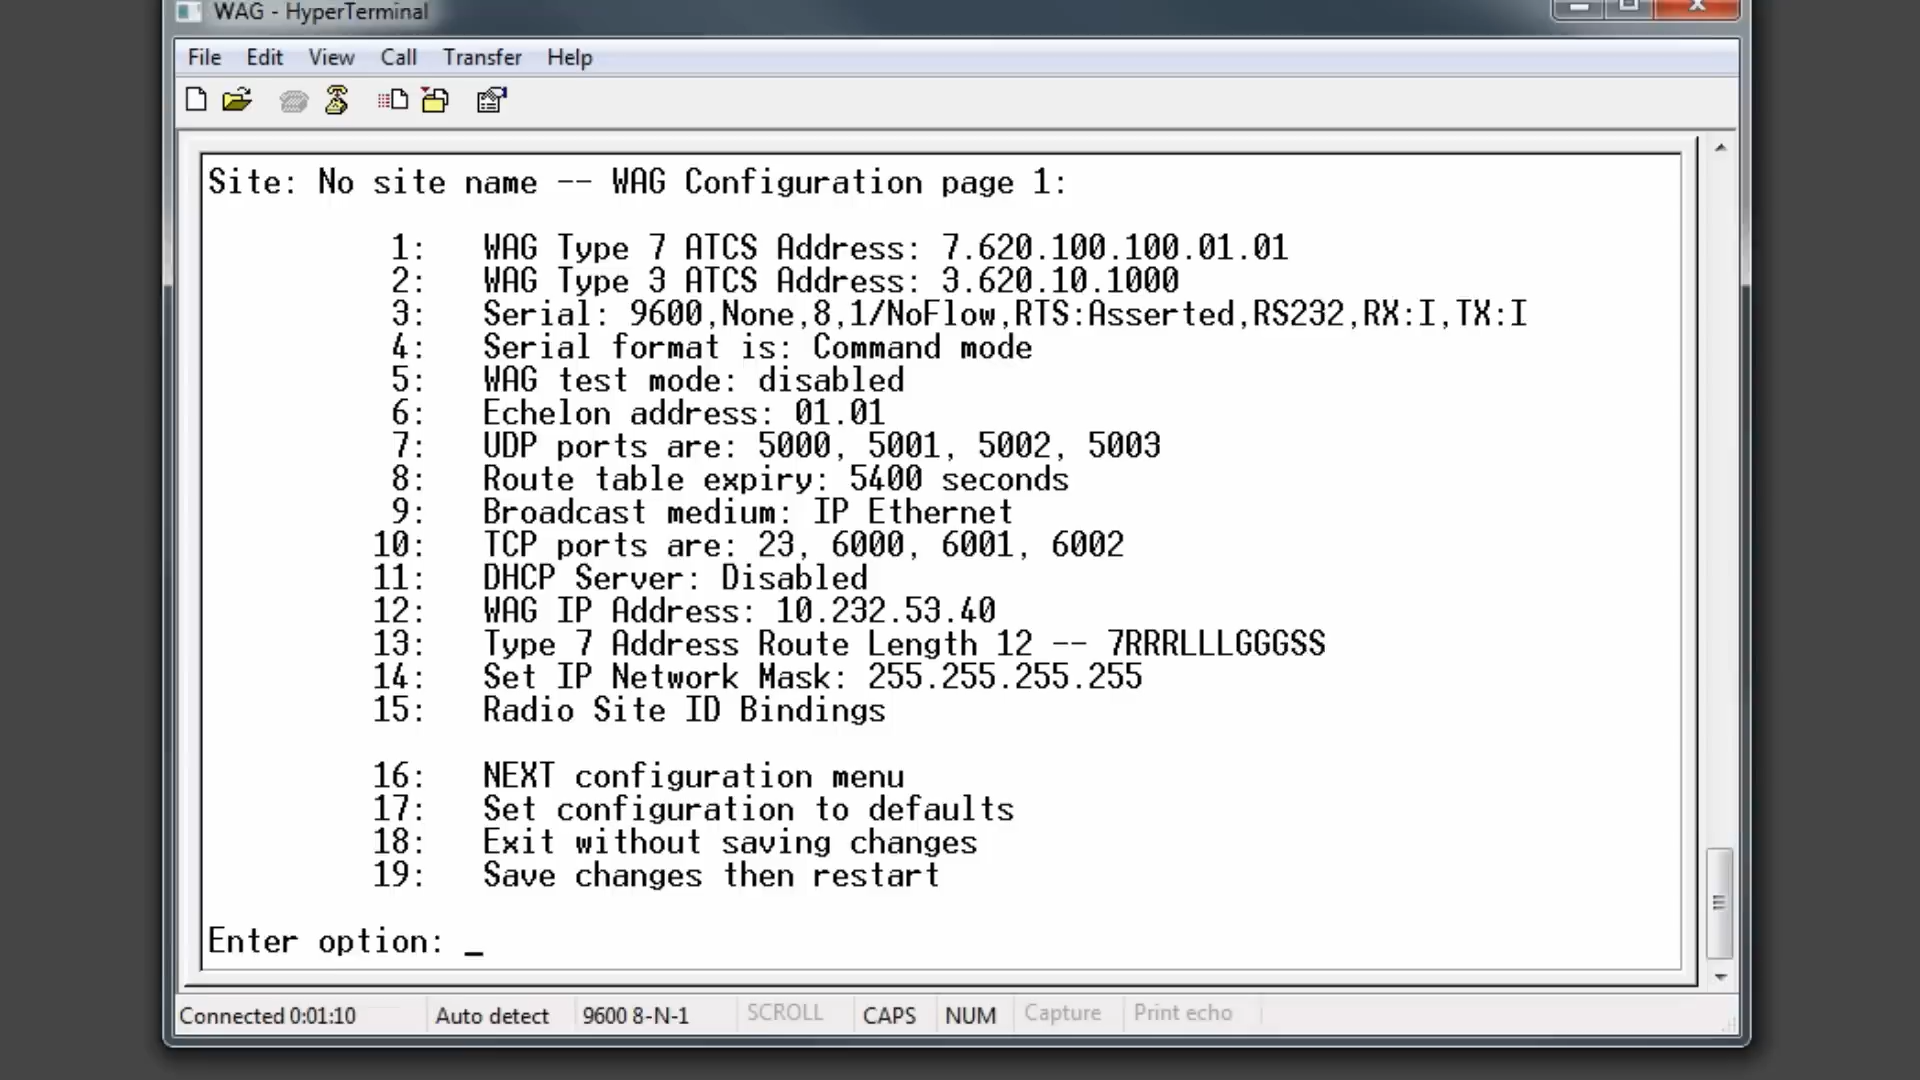 WAG - HyperTerminal
File Edit View Call Transfer Help
Site: No site name -- WAG Configuration page 1:
1: WAG Type 7 ATCS Address: 7.620.100.100.01.01
2: WAG Type 3 ATCS Address: 3.620.10.1000
3: Serial: 9600,None,8,1/NoFlow,RTS:Asserted,RS232,RX:I,TX:I
4: Serial format is: Command mode
5: WAG test mode: disabled
6: Echelon address: 01.01
7: UDP ports are: 5000, 5001, 5002, 5003
8: Route table expiry: 5400 seconds
9: Broadcast medium: IP Ethernet
10: TCP ports are: 23, 6000, 6001, 6002
11: DHCP Server: Disabled
12: WAG IP Address: 10.232.53.40
13: Type 7 Address Route Length 12 -- 7RRRLLLGGGSS
14: Set IP Network Mask: 255.255.255.255
15: Radio Site ID Bindings
16: NEXT configuration menu
17: Set configuration to defaults
18: Exit without saving changes
19: Save changes then restart
Enter option: _
Connected 0:01:10 Auto detect 9600 8-N-1 SCROLL CAPS NUM Capture Print echo